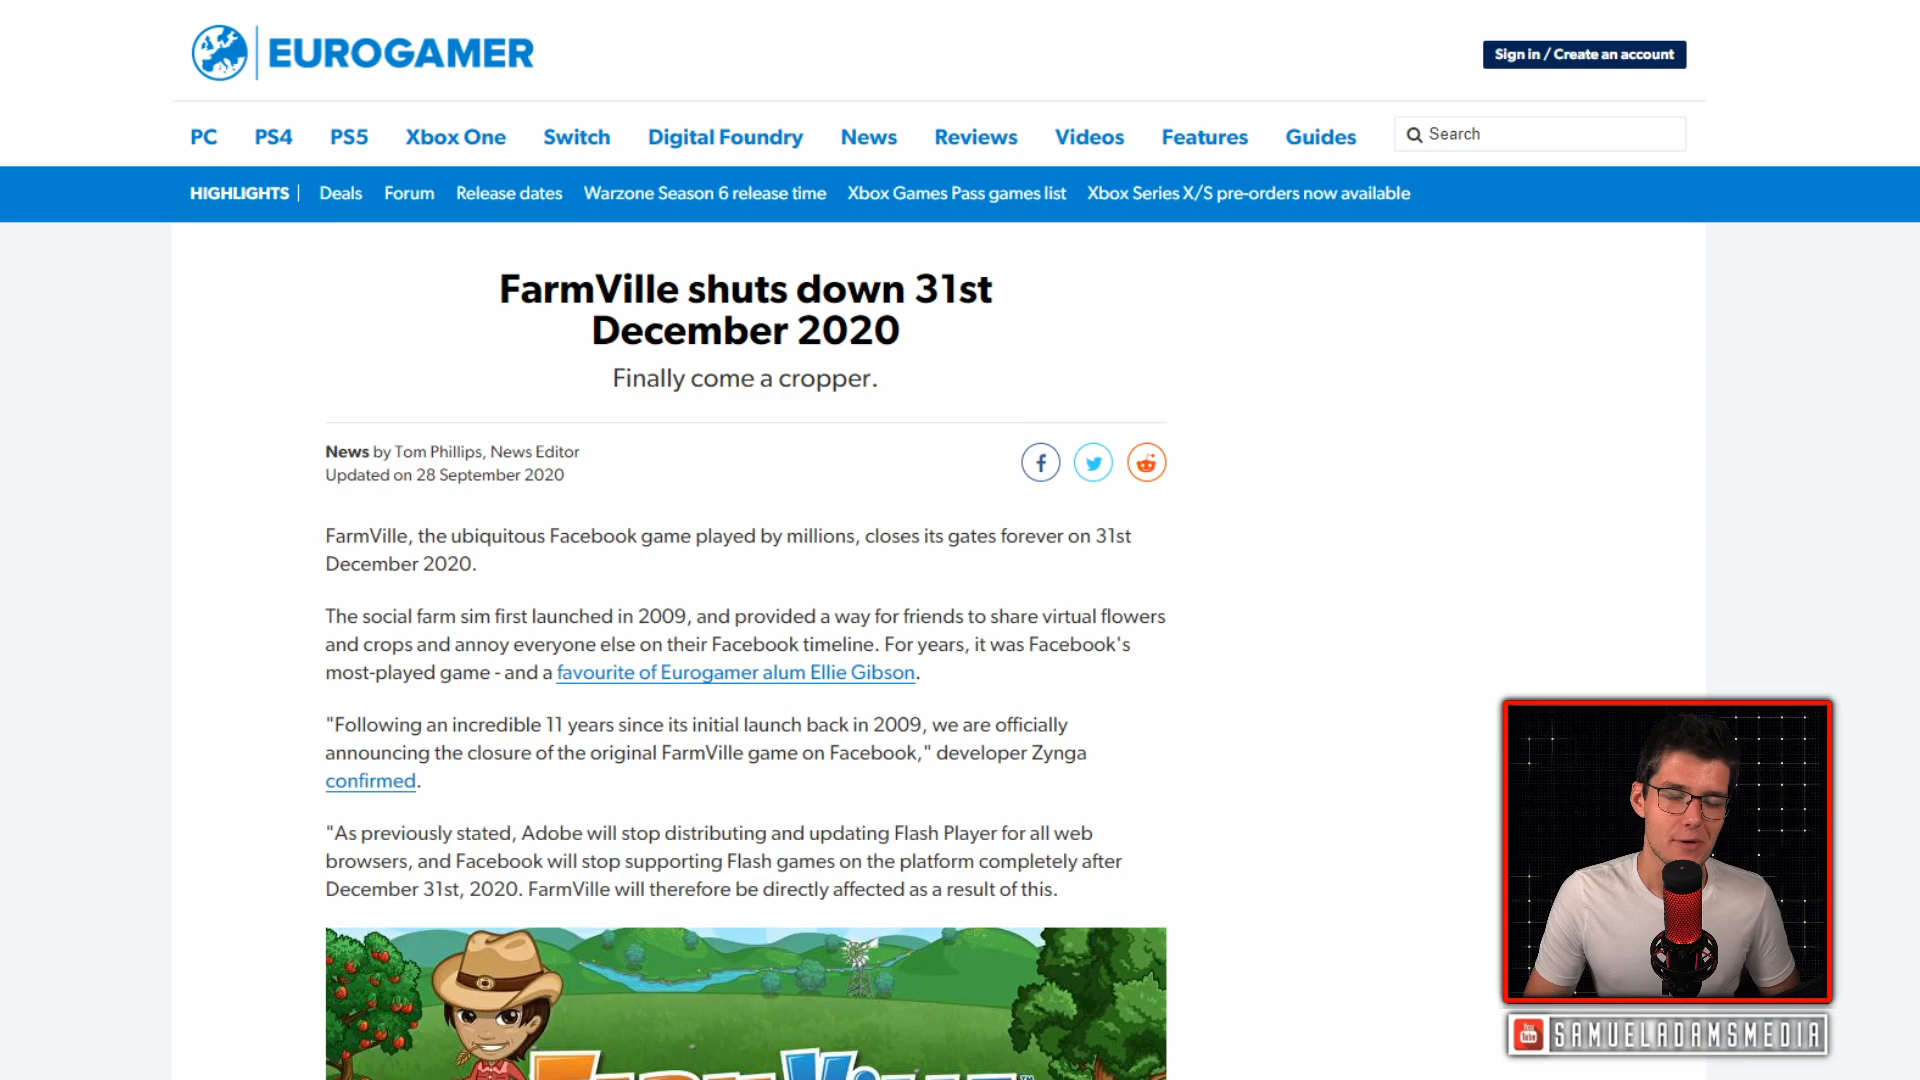 EUROGAMER
Sign in / Create an account
PC PS4 PS5 Xbox One Switch Digital Foundry News Reviews Videos Features Guides Search
HIGHLIGHTS | Deals Forum Release dates Warzone Season 6 release time Xbox Games Pass games list Xbox Series X/S pre-orders now available
FarmVille shuts down 31st
December 2020
Finally come a cropper.
News by Tom Phillips, News Editor
Updated on 28 September 2020
FarmVille, the ubiquitous Facebook game played by millions, closes its gates forever on 31st
December 2020.
The social farm sim first launched in 2009, and provided a way for friends to share virtual flowers
and crops and annoy everyone else on their Facebook timeline. For years, it was Facebook's
most-played game - and a favourite of Eurogamer alum Ellie Gibson.
"Following an incredible 11 years since its initial launch back in 2009, we are officially
announcing the closure of the original FarmVille game on Facebook," developer Zynga
confirmed.
"As previously stated, Adobe will stop distributing and updating Flash Player for all web
browsers, and Facebook will stop supporting Flash games on the platform completely after
December 31st, 2020. FarmVille will therefore be directly affected as a result of this.
FARMVILLE™
You Tube SAMUELADAMSMEDIA